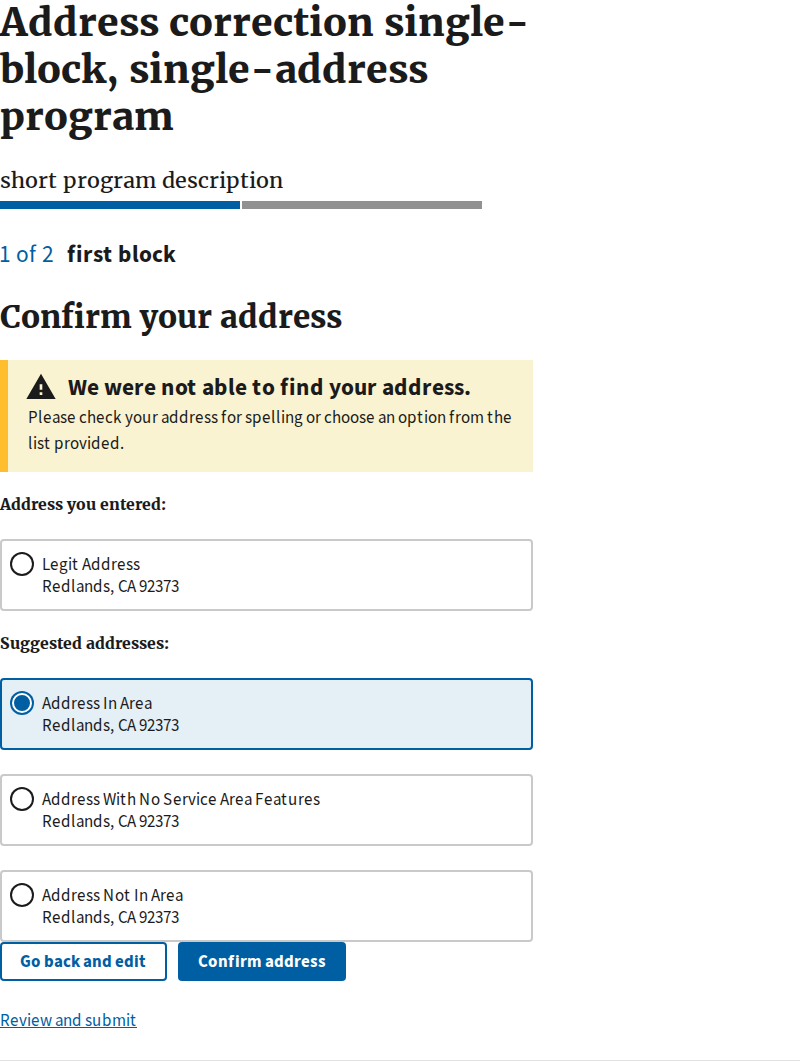 Address correction single-
block, single-address
program
short program description
1 of 2 first block
Confirm your address
We were not able to find your address.
Please check your address for spelling or choose an option from the
list provided.
Address you entered:
Legit Address
Redlands, CA 92373
Suggested addresses:
Address In Area
Redlands, CA 92373
Address With No Service Area Features
Redlands, CA 92373
Address Not In Area
Redlands, CA 92373
Go back and edit Confirm address
Review and submit